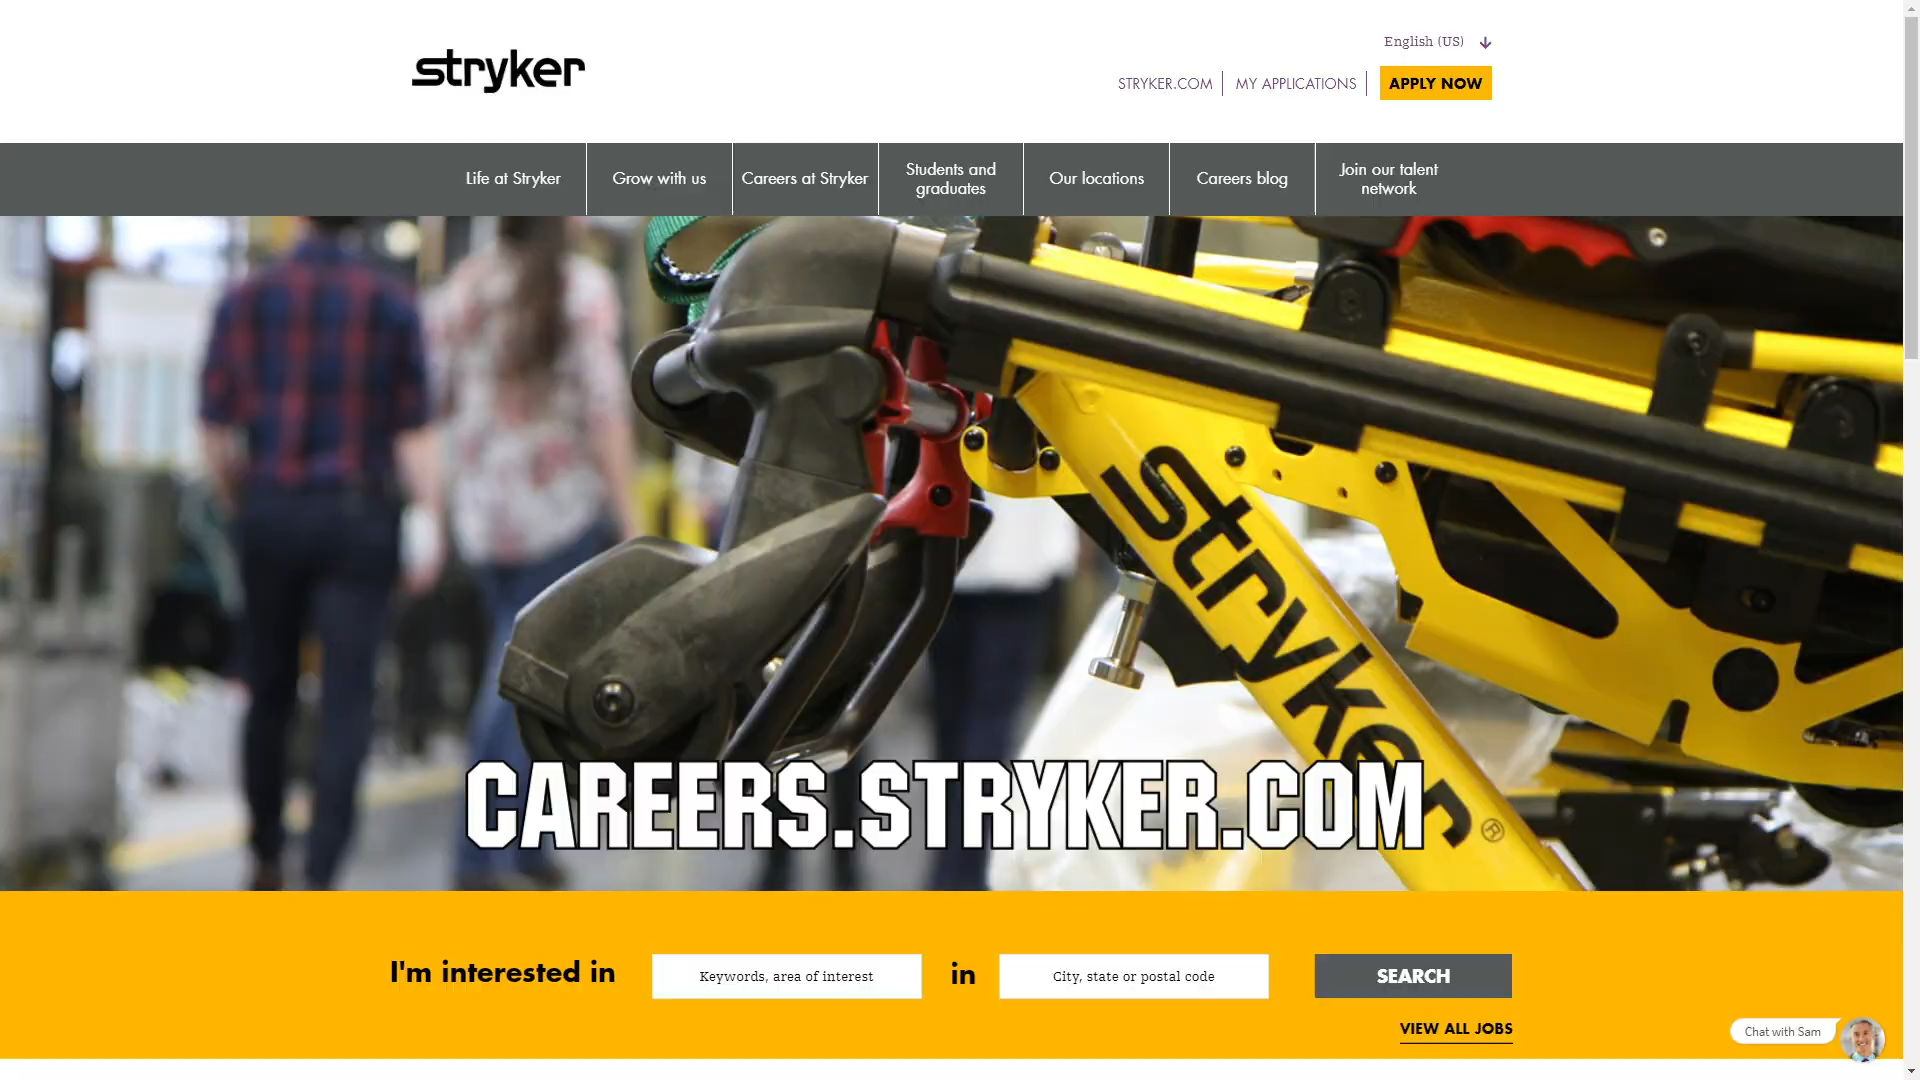 stryker
English (US)
STRYKER.COM
MY APPLICATIONS
APPLY NOW
Life at Stryker
Grow with us
Careers at Stryker
Students and
graduates
Our locations
Careers blog
Join our talent
network
stryker®
CAREERS.STRYKER.COM
I'm interested in
Keywords, area of interest
in
City, state or postal code
SEARCH
VIEW ALL JOBS
Chat with Sam